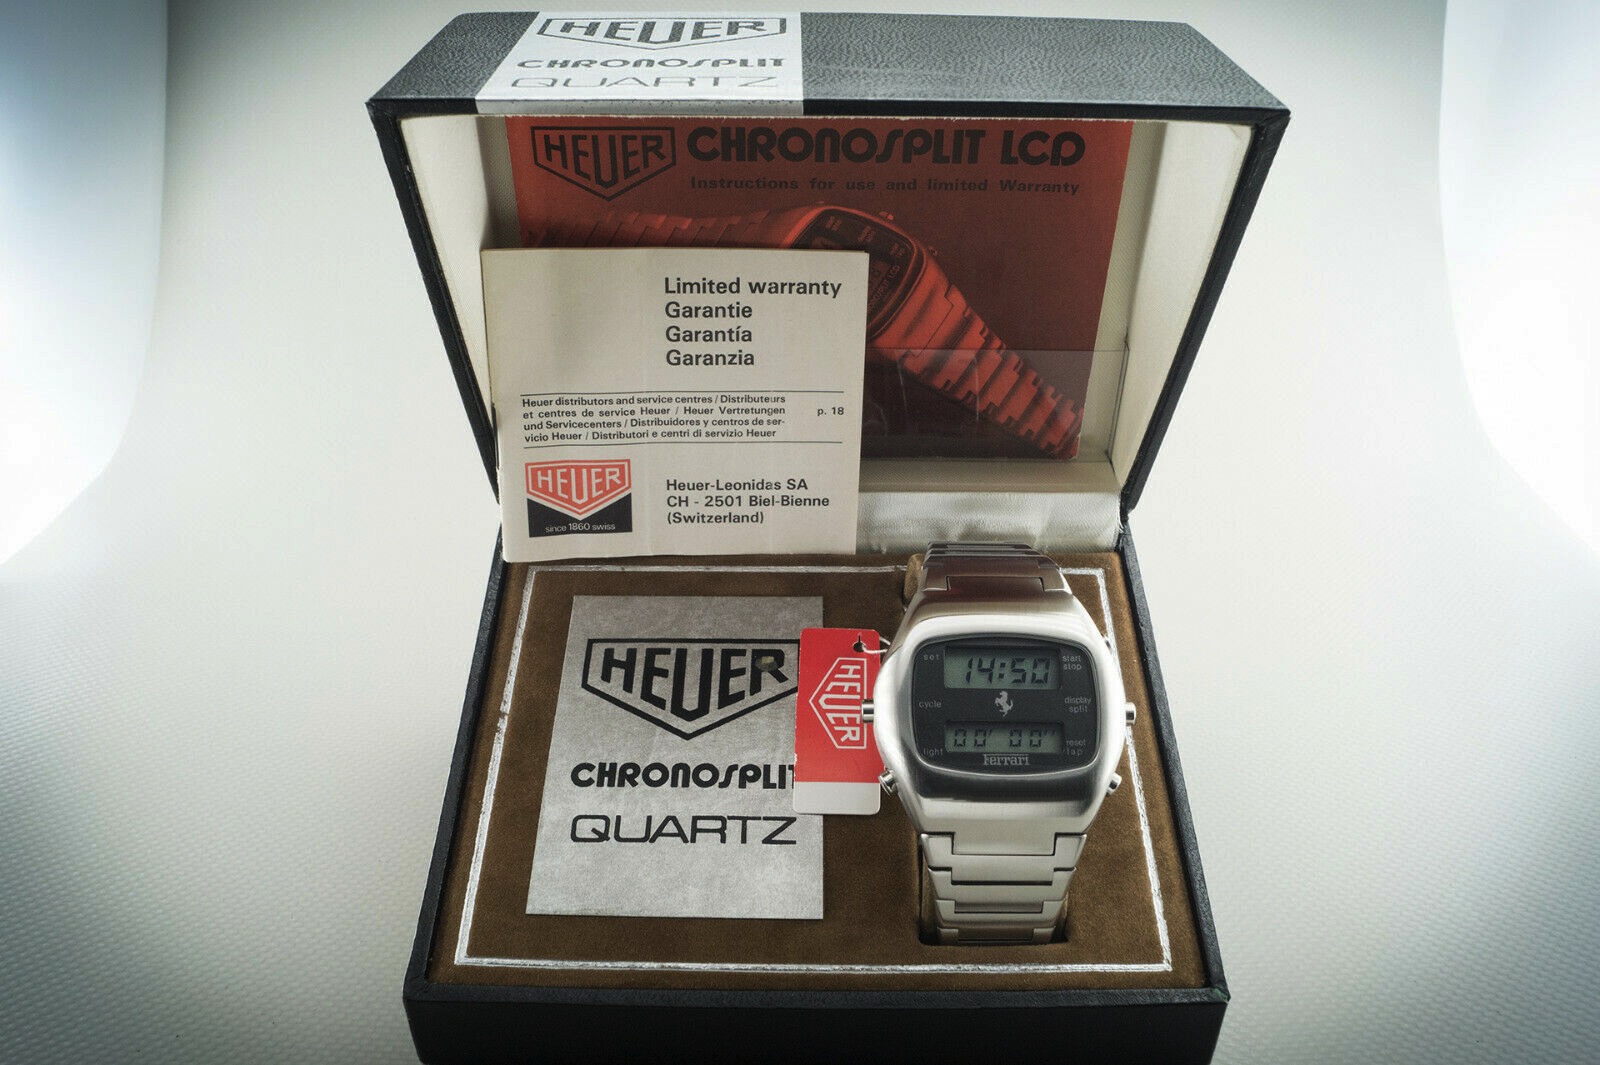 HEUER
CHRONOSPLIT
QUARTZ
HEUER
CHRONOSPLIT LCD
Instructions for use and limited Warranty
Limited warranty
Garantie
Garantía
Garanzia
Heuer distributors and service centres / Distributeurs
et centres de service Heuer / Heuer Vertretungen
und Servicecenters / Distribuidores y centros de ser-
vicio Heuer / Distributori e centri di servizio Heuer
p. 18
HEUER
since 1860 swiss
Heuer-Leonidas SA
CH - 2501 Biel-Bienne
(Switzerland)
HEUER
CHRONOSPLIT
QUARTZ
HEUER
set
14:50
start
stop
cycle
display
split
light
00' 00"
reset
/lap
Ferrari